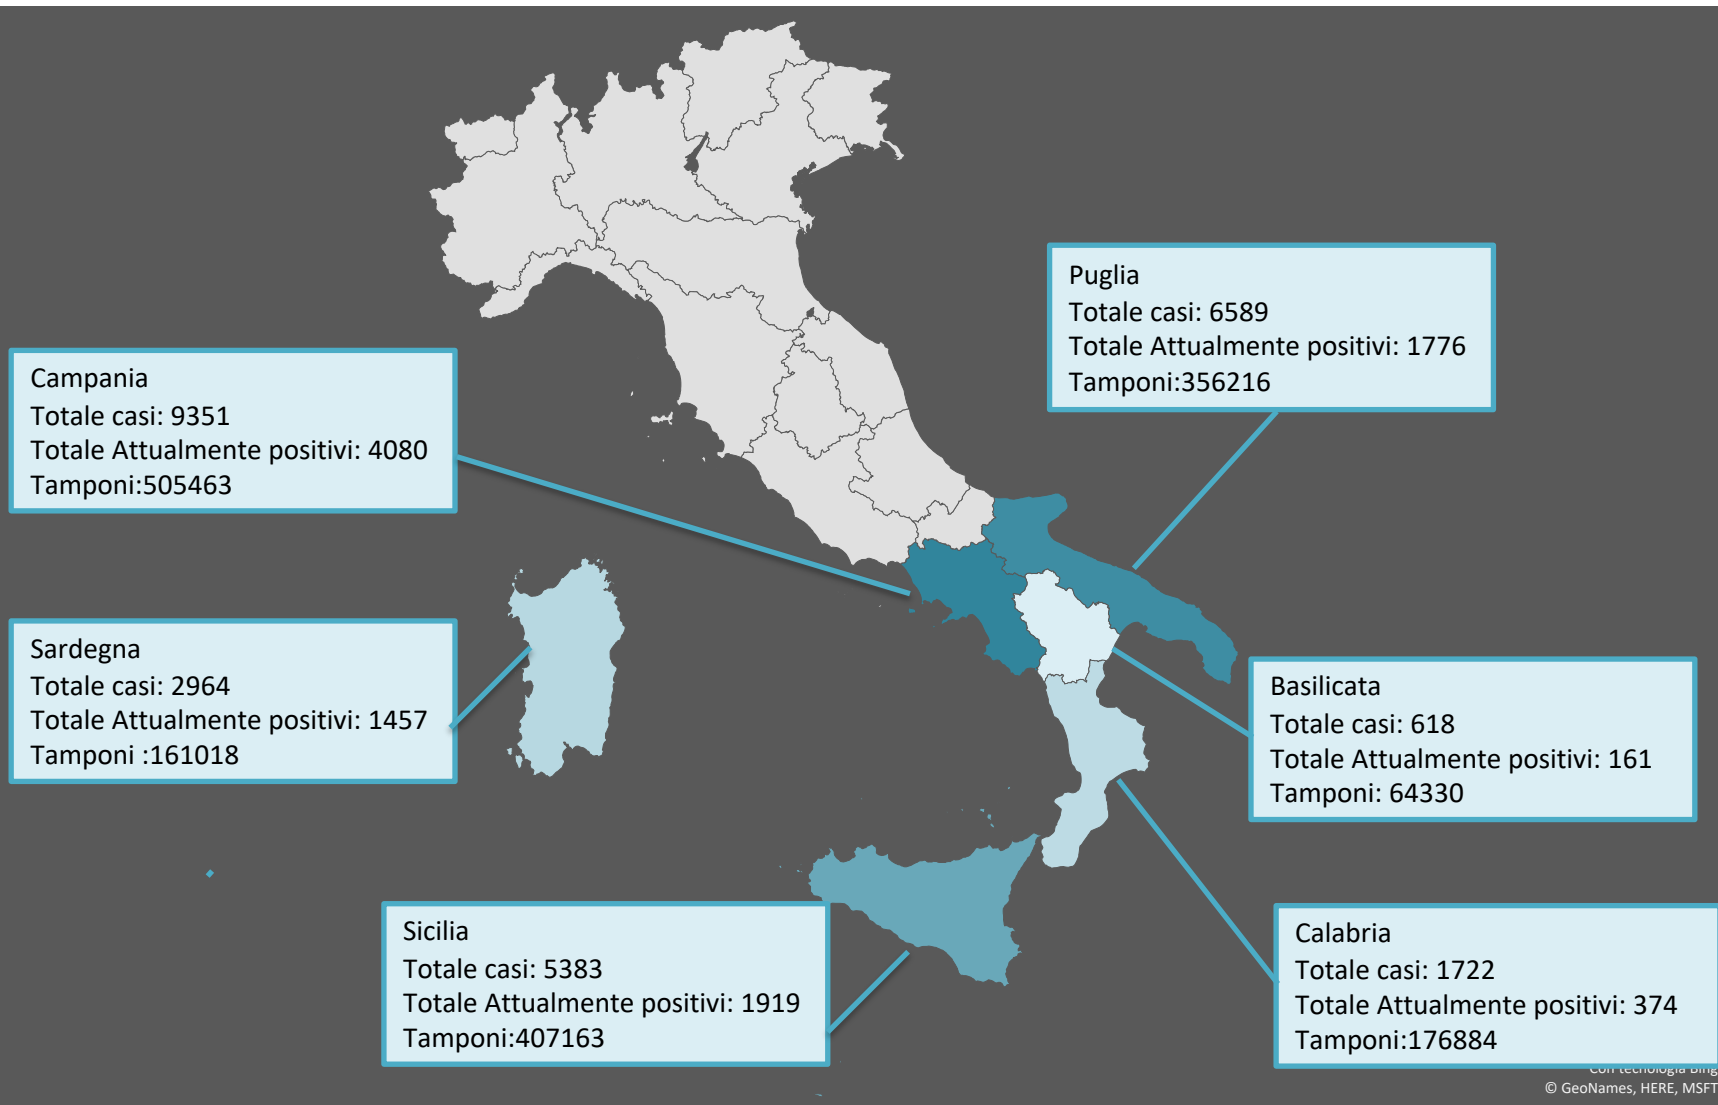 Puglia
Totale casi: 6589
Totale Attualmente positivi: 1776
Tamponi:356216
Campania
Totale casi: 9351
Totale Attualmente positivi: 4080
Tamponi:505463
Sardegna
Totale casi: 2964
Totale Attualmente positivi: 1457
Tamponi :161018
Basilicata
Totale casi: 618
Totale Attualmente positivi: 161
Tamponi: 64330
Sicilia
Totale casi: 5383
Totale Attualmente positivi: 1919
Tamponi:407163
Calabria
Totale casi: 1722
Totale Attualmente positivi: 374
Tamponi:176884
Con tecnologia Bing
© GeoNames, HERE, MSFT